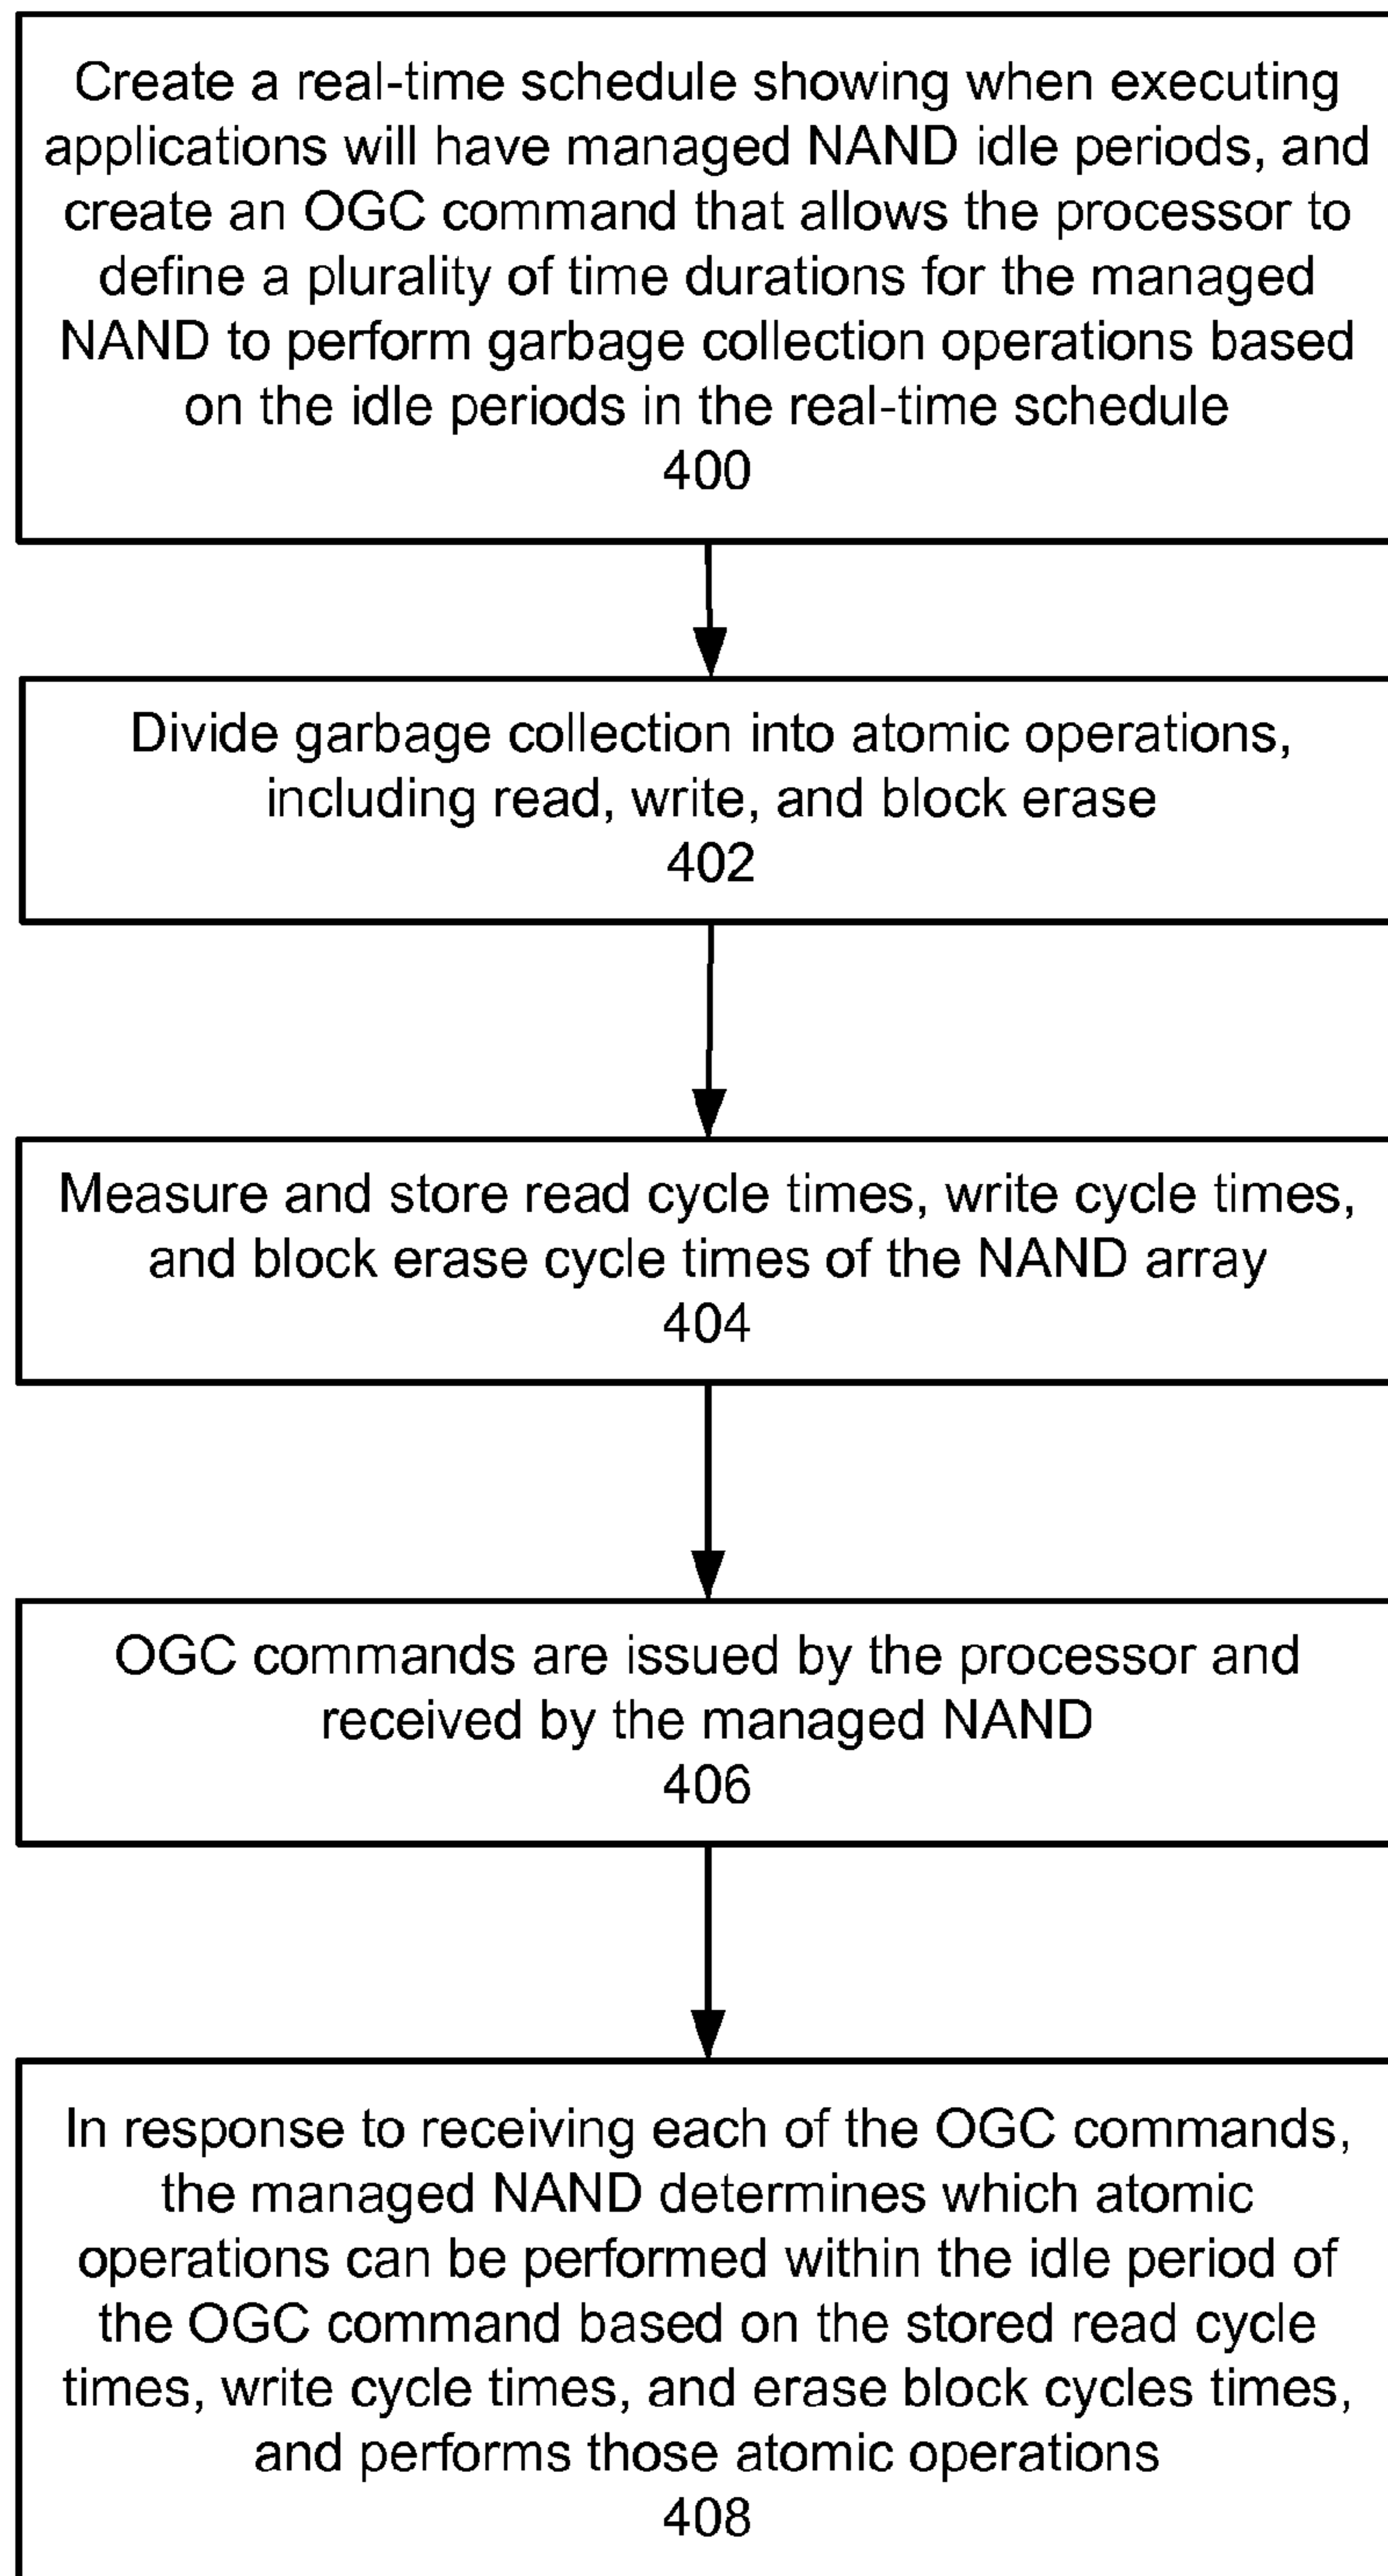 Create a real-time schedule showing when executing
applications will have managed NAND idle periods, and
create an OGC command that allows the processor to
define a plurality of time durations for the managed
NAND to perform garbage collection operations based
on the idle periods in the real-time schedule
400
Divide garbage collection into atomic operations,
including read, write, and block erase
402
Measure and store read cycle times, write cycle times,
and block erase cycle times of the NAND array
404
OGC commands are issued by the processor and
received by the managed NAND
406
In response to receiving each of the OGC commands,
the managed NAND determines which atomic
operations can be performed within the idle period of
the OGC command based on the stored read cycle
times, write cycle times, and erase block cycles times,
and performs those atomic operations
408